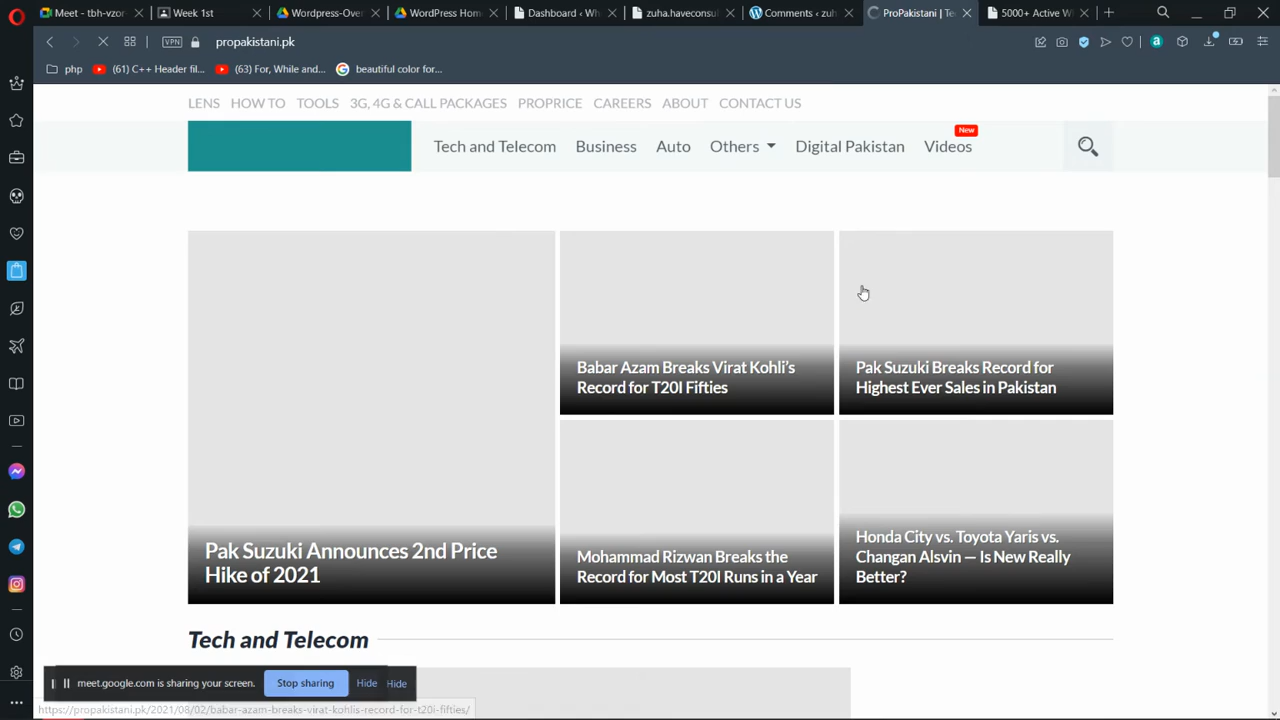 Meet - tbh-vzor
Week 1st
Wordpress-Over
WordPress Home
Dashboard ‹ Wh
zuha.haveconsul
Comments ‹ zuh
ProPakistani | Te
5000+ Active W
VPN
propakistani.pk
php
(61) C++ Header fil...
(63) For, While and...
beautiful color for...
LENS HOW TO TOOLS 3G, 4G & CALL PACKAGES PROPRICE CAREERS ABOUT CONTACT US
New
Tech and Telecom Business Auto Others Digital Pakistan Videos
Babar Azam Breaks Virat Kohli's
Record for T20I Fifties
Pak Suzuki Breaks Record for
Highest Ever Sales in Pakistan
Pak Suzuki Announces 2nd Price
Hike of 2021
Mohammad Rizwan Breaks the
Record for Most T20I Runs in a Year
Honda City vs. Toyota Yaris vs.
Changan Alsvin — Is New Really
Better?
Tech and Telecom
meet.google.com is sharing your screen. Stop sharing Hide Hide
https://propakistani.pk/2021/08/02/babar-azam-breaks-virat-kohlis-record-for-t20i-fifties/